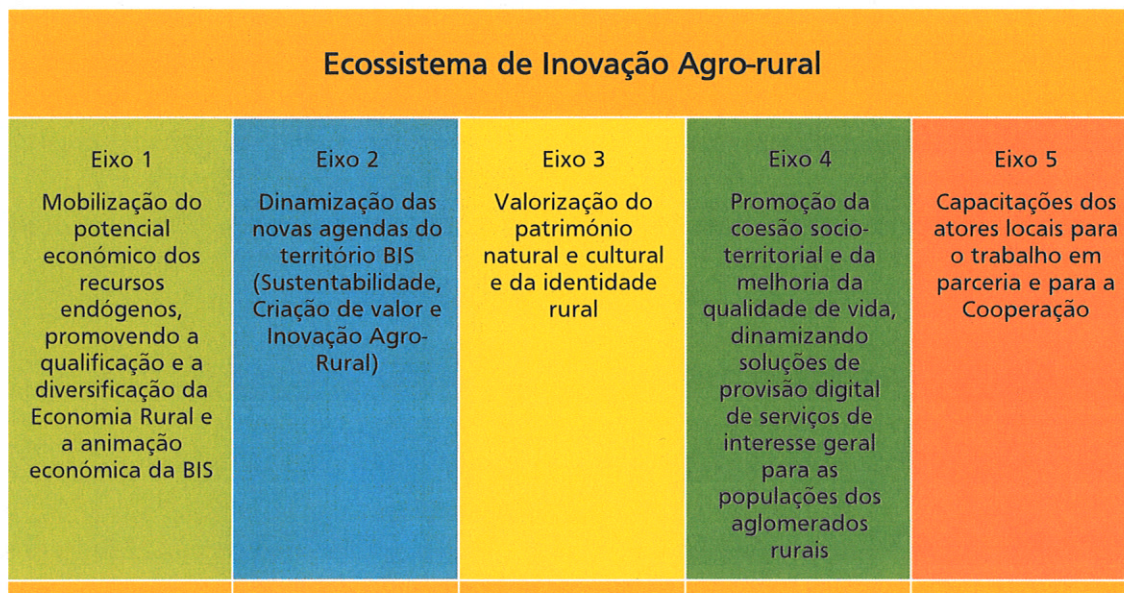 Ecossistema de Inovação Agro-rural
Eixo 1
Mobilização do
potencial
económico dos
recursos
endógenos,
promovendo a
qualificação e a
diversificação da
Economia Rural e
a animação
económica da BIS
Eixo 2
Dinamização das
novas agendas do
território BIS
(Sustentabilidade,
Criação de valor e
Inovação Agro-
Rural)
Eixo 3
Valorização do
património
natural e cultural
e da identidade
rural
Eixo 4
Promoção da
coesão socio-
territorial e da
melhoria da
qualidade de vida,
dinamizando
soluções de
provisão digital
de serviços de
interesse geral
para as
populações dos
aglomerados
rurais
Eixo 5
Capacitações dos
atores locais para
o trabalho em
parceria e para a
Cooperação